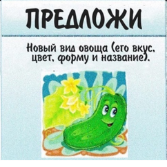 ПРЕДЛОЖИ
Новый вид овоща (его вкус,
цвет, форму и название).